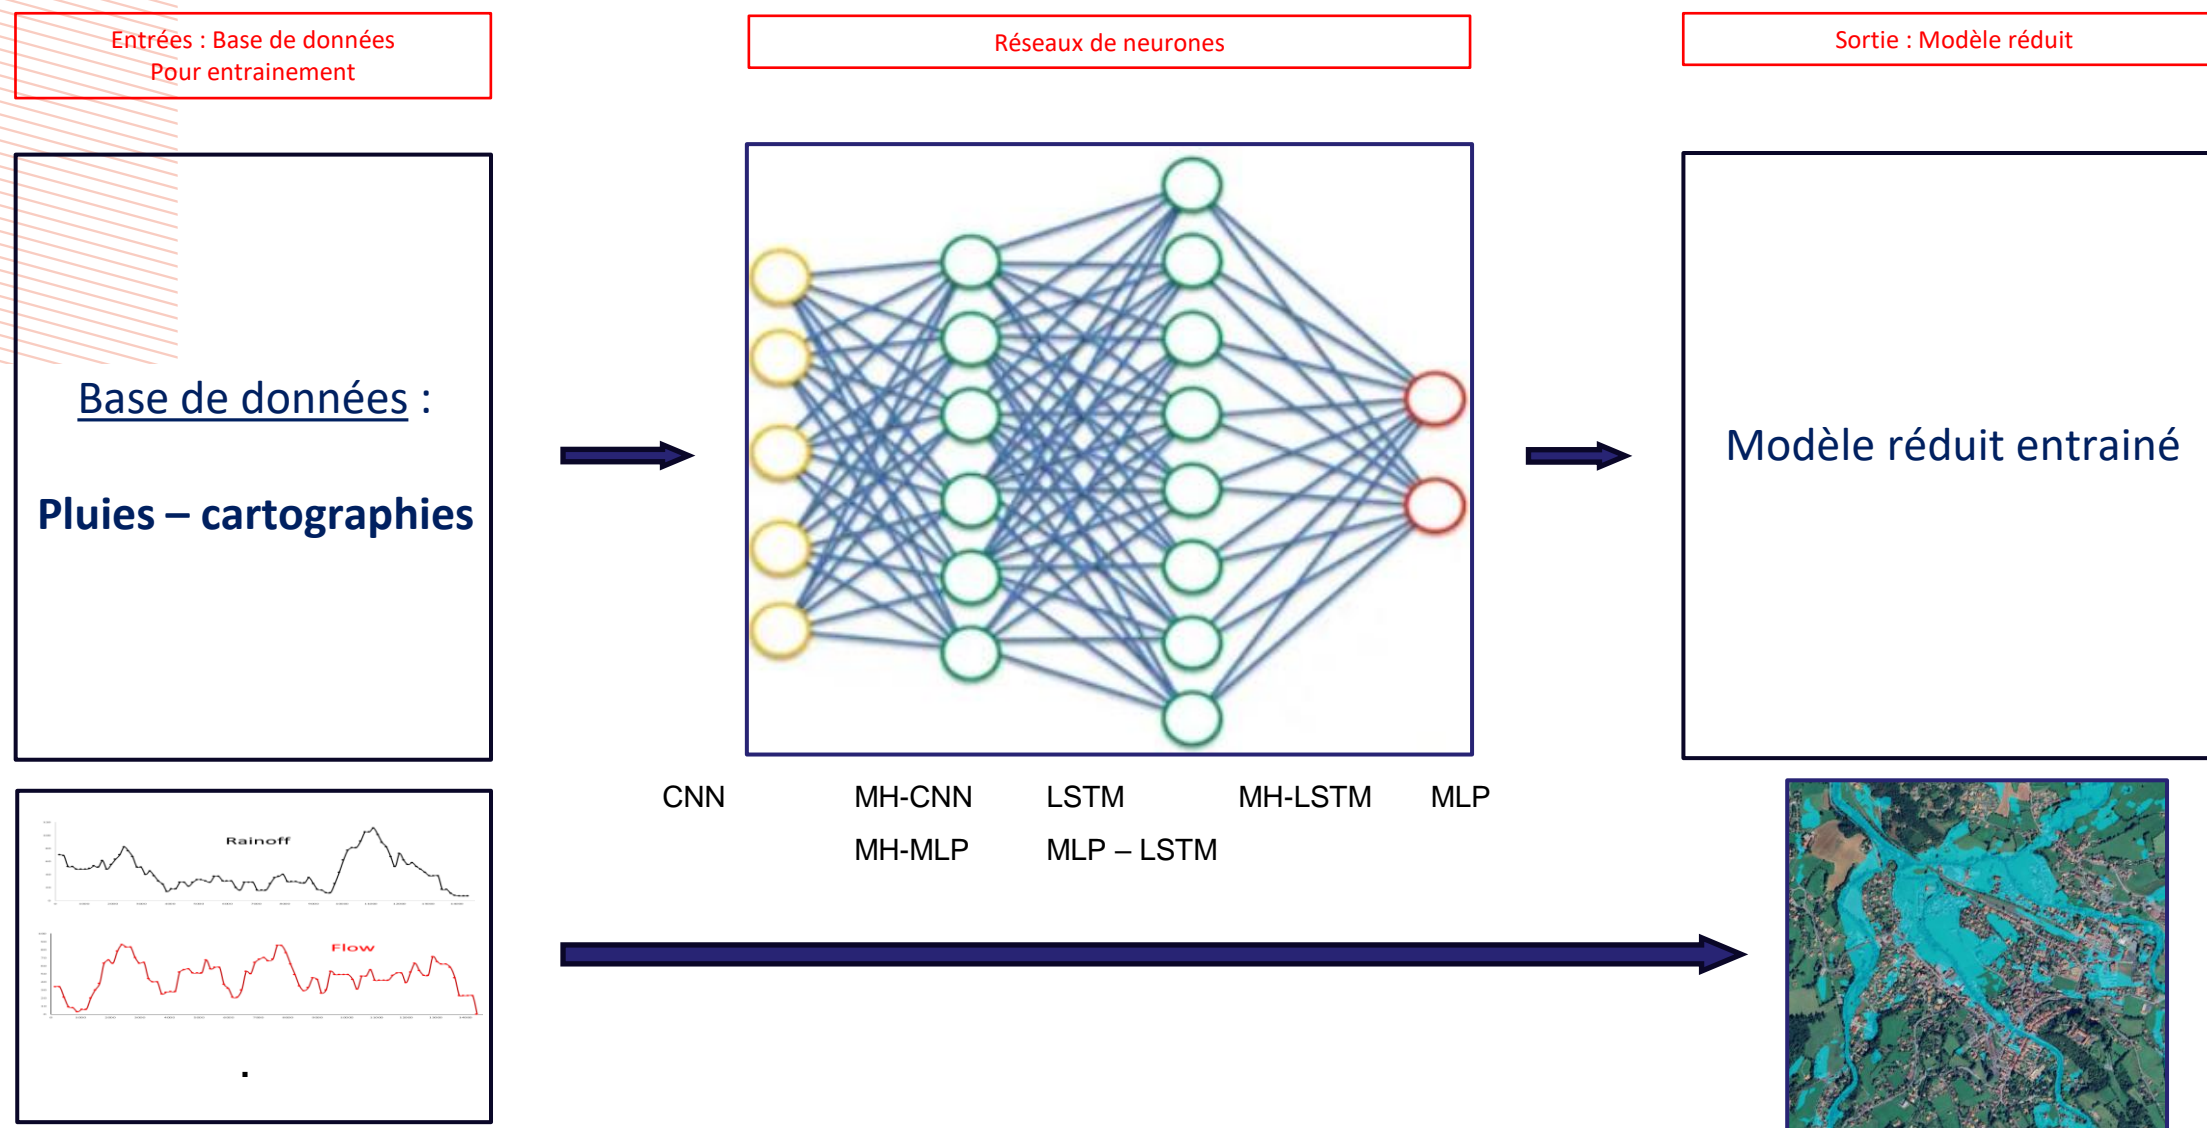 Entrées : Base de données
Pour entrainement
Réseaux de neurones
Sortie : Modèle réduit
Base de données :
Pluies – cartographies
Modèle réduit entrainé
CNN MH-CNN LSTM MH-LSTM MLP
MH-MLP MLP – LSTM
Rainoff
Flow
.